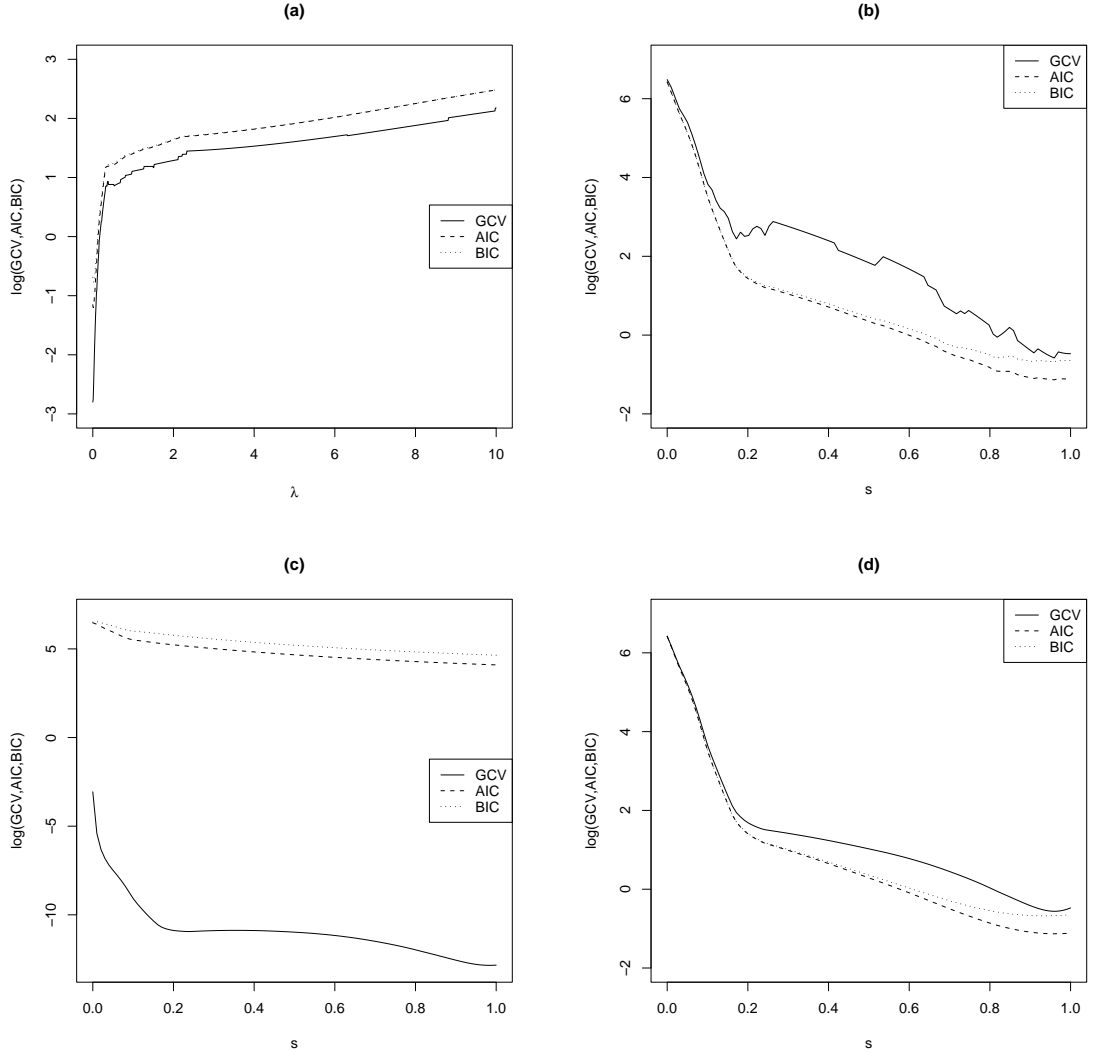 (a)
log(GCV,AIC,BIC)
3
2
1
0
−1
−2
−3
GCV
AIC
BIC
0 2 4 6 8 10
λ
(b)
log(GCV,AIC,BIC)
6
4
2
0
−2
GCV
AIC
BIC
0.0 0.2 0.4 0.6 0.8 1.0
s
(c)
log(GCV,AIC,BIC)
5
0
−5
−10
GCV
AIC
BIC
0.0 0.2 0.4 0.6 0.8 1.0
s
(d)
log(GCV,AIC,BIC)
6
4
2
0
−2
GCV
AIC
BIC
0.0 0.2 0.4 0.6 0.8 1.0
s